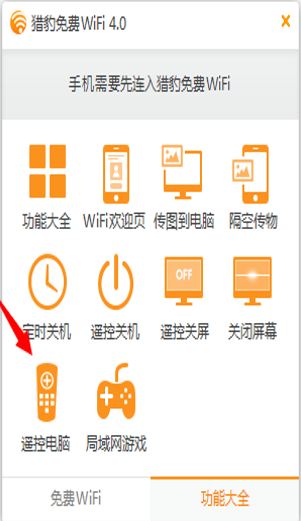 猎豹免费WiFi 4.0
手机需要先连入猎豹免费WiFi
功能大全 WiFi欢迎页 传图到电脑 隔空传物
OFF
定时关机 遥控关机 遥控关屏 关闭屏幕
遥控电脑 局域网游戏
免费WiFi 功能大全